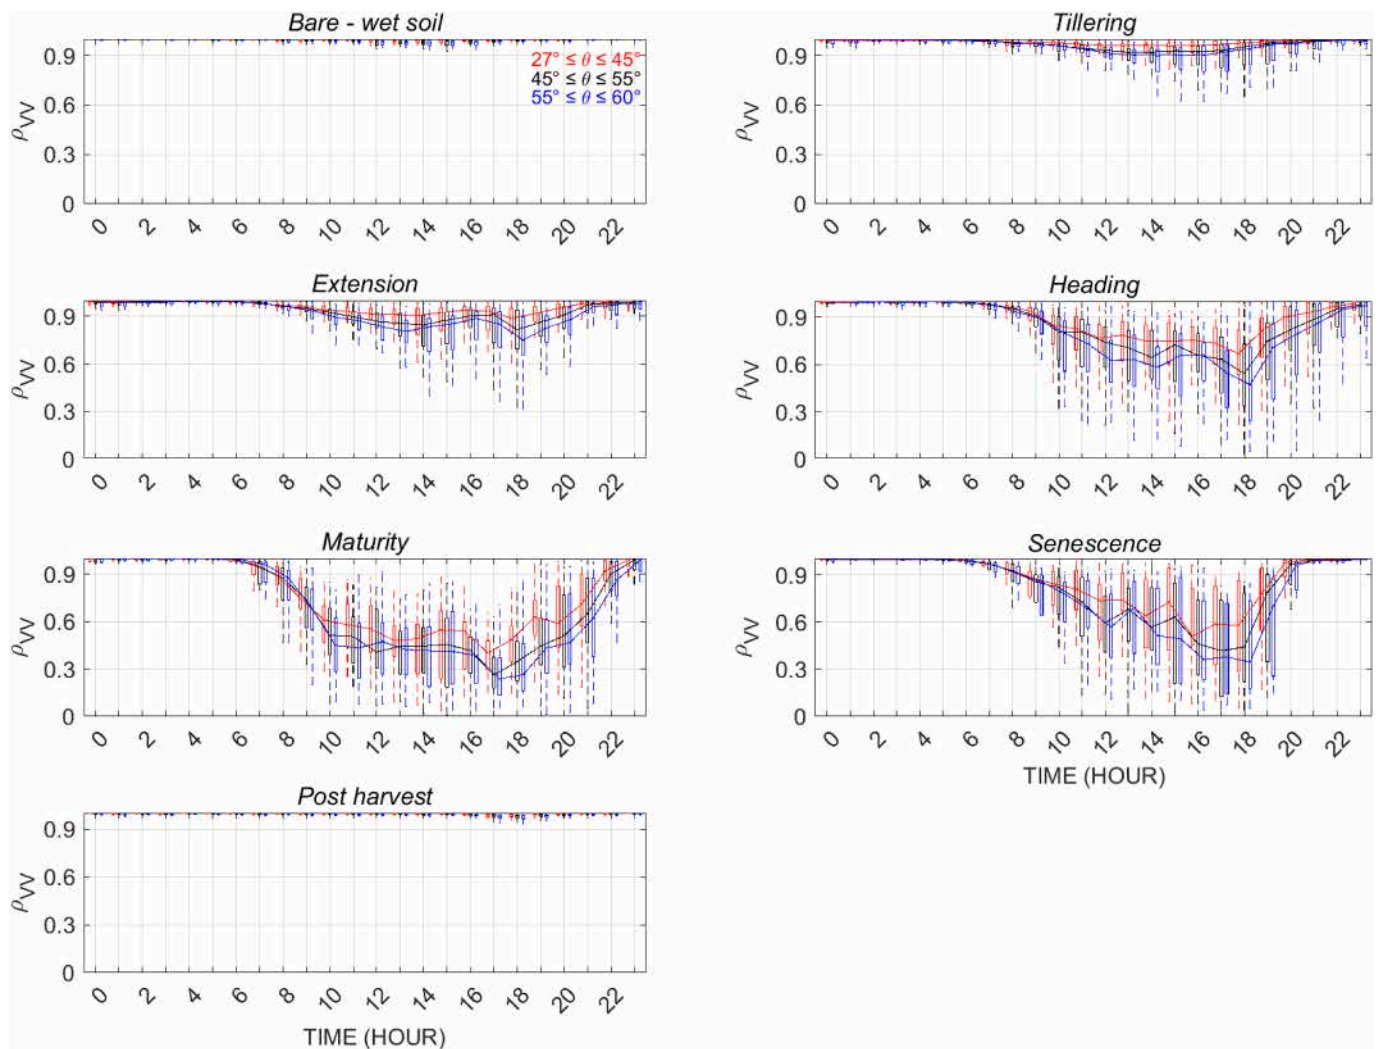 Bare - wet soil
0.9
0.6
0.3
0
ρVV
27° ≤ θ ≤ 45°
45° ≤ θ ≤ 55°
55° ≤ θ ≤ 60°
0 2 4 6 8 10 12 14 16 18 20 22
Tillering
0.9
0.6
0.3
0
ρVV
0 2 4 6 8 10 12 14 16 18 20 22
Extension
0.9
0.6
0.3
0
ρVV
0 2 4 6 8 10 12 14 16 18 20 22
Heading
0.9
0.6
0.3
0
ρVV
0 2 4 6 8 10 12 14 16 18 20 22
Maturity
0.9
0.6
0.3
0
ρVV
0 2 4 6 8 10 12 14 16 18 20 22
Senescence
0.9
0.6
0.3
0
ρVV
0 2 4 6 8 10 12 14 16 18 20 22
TIME (HOUR)
Post harvest
0.9
0.6
0.3
0
ρVV
0 2 4 6 8 10 12 14 16 18 20 22
TIME (HOUR)